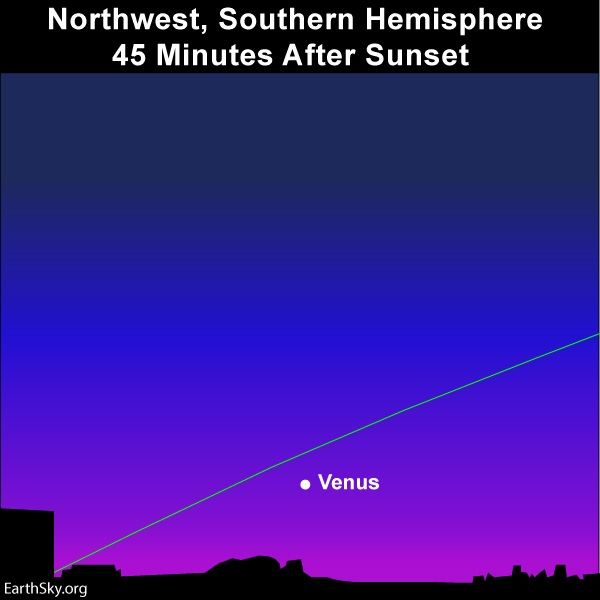 Northwest, Southern Hemisphere
45 Minutes After Sunset
Venus
EarthSky.org